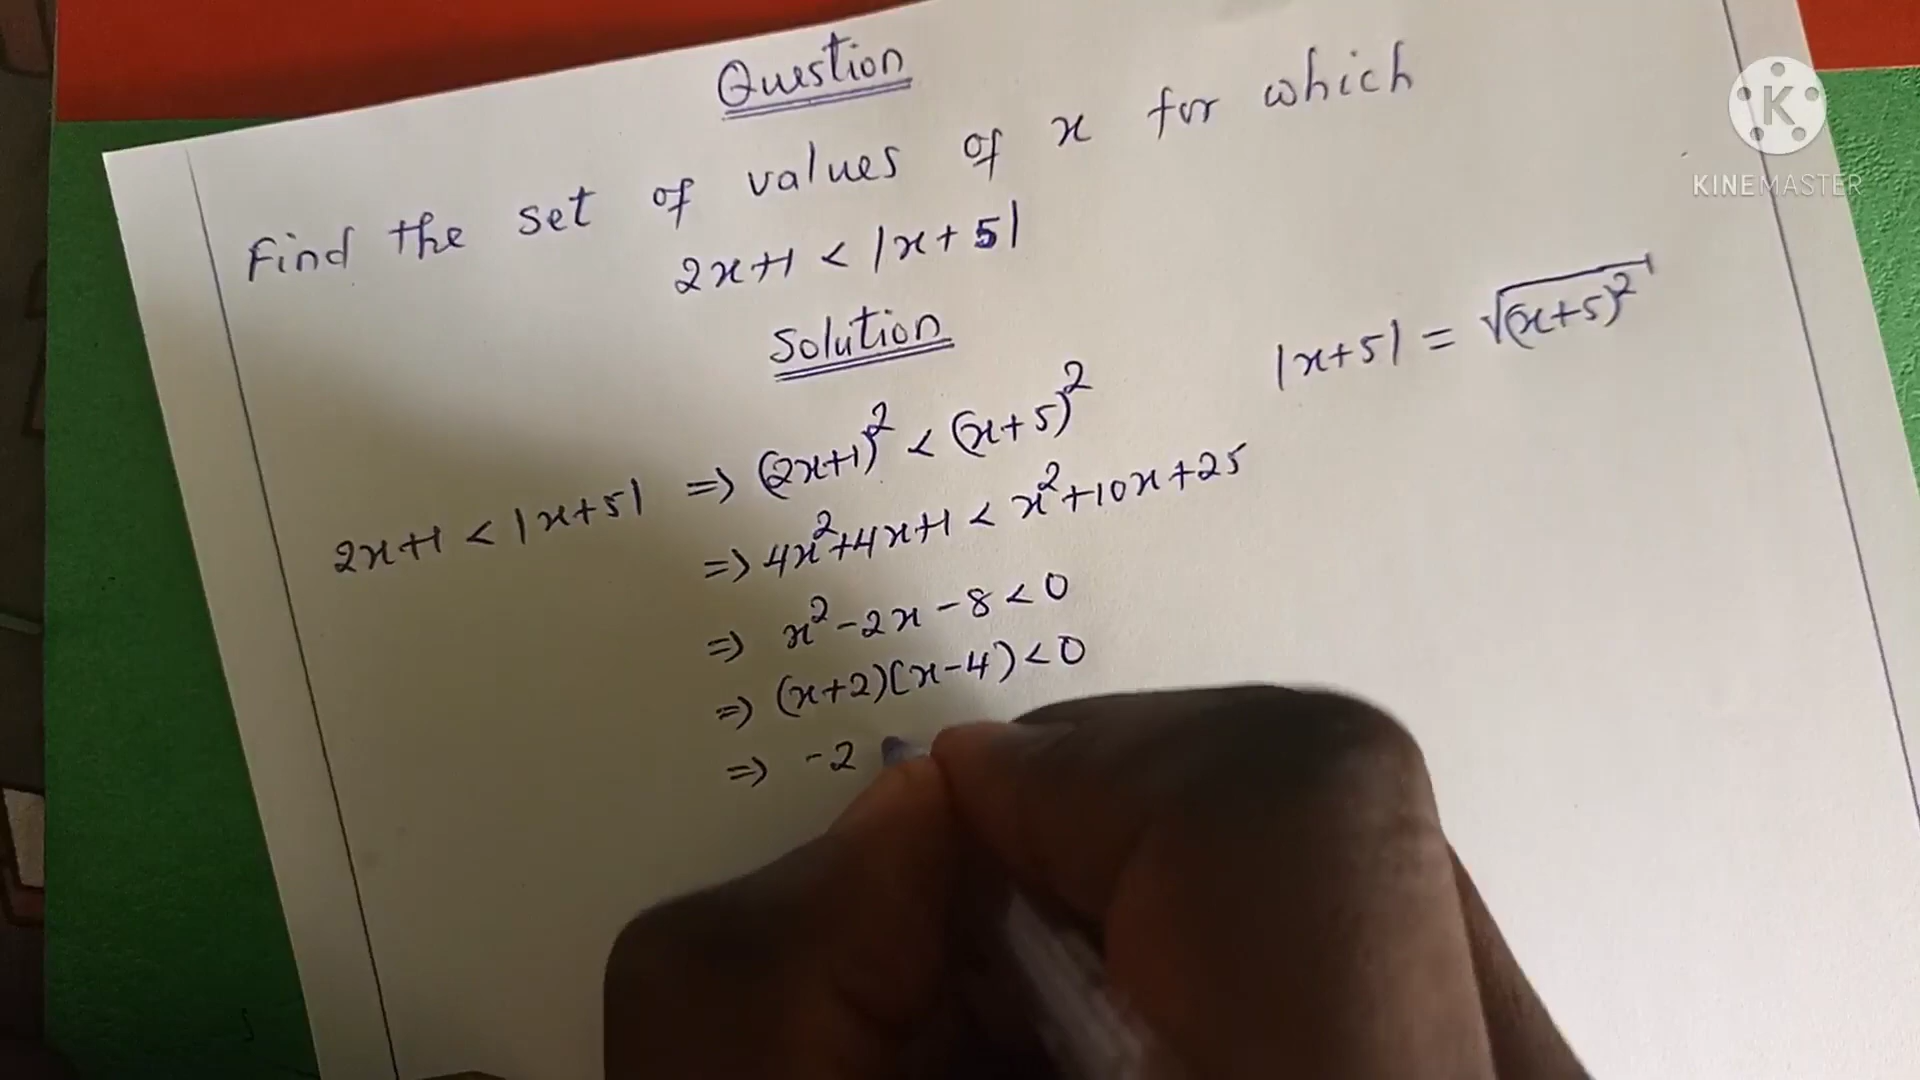 Question
Find the set of values of x for which
2x+1 < |x+5|
Solution
|x+5| = √(x+5)²
2x+1 < |x+5| => (2x+1)² < (x+5)²
=> 4x²+4x+1 < x²+10x+25
=> x²-2x-8<0
=> (x+2)(x-4)<0
=> -2
K
KINEMASTER